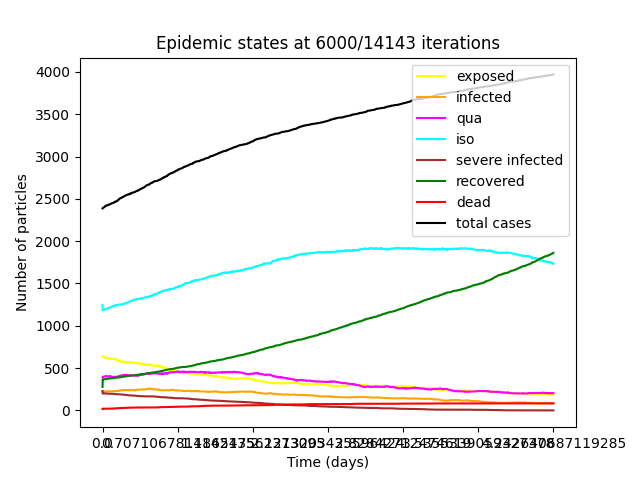 Epidemic states at 6000/14143 iterations
4000
3500
3000
2500
2000
1500
1000
500
0
Number of particles
exposed
infected
qua
iso
severe infected
recovered
dead
total cases
Time (days)